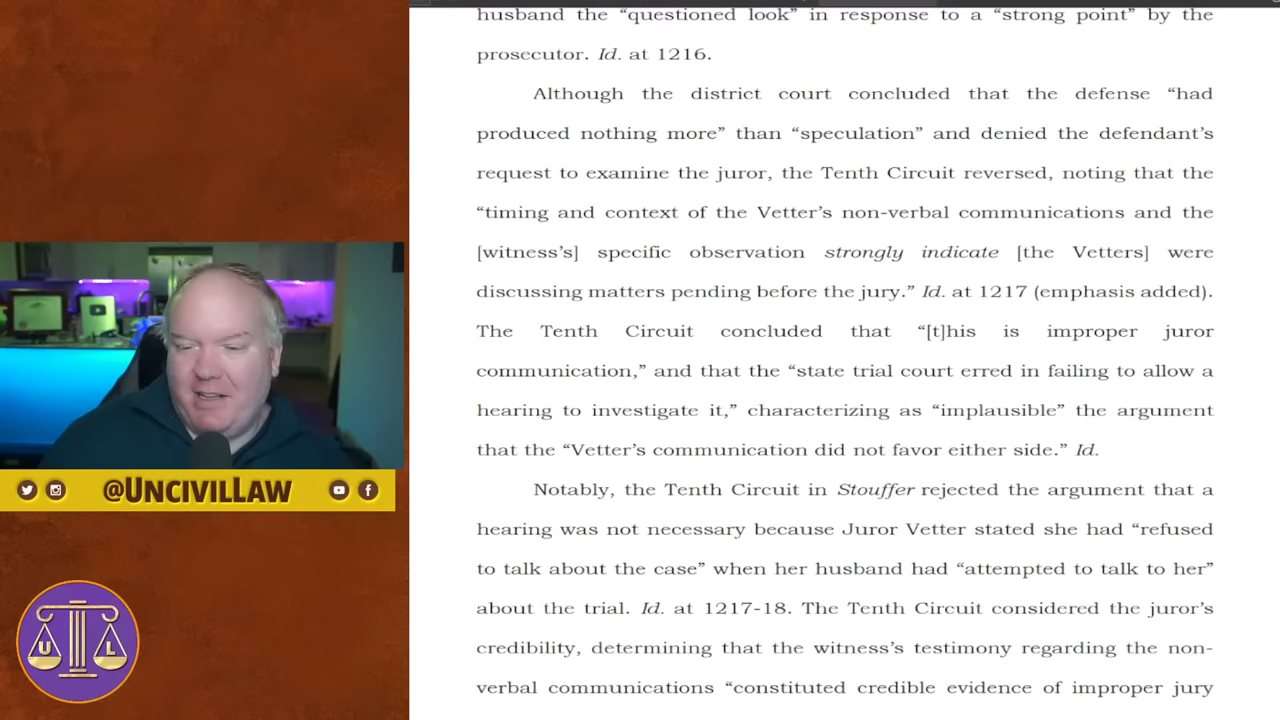 husband the “questioned look” in response to a “strong point” by the
prosecutor. Id. at 1216.
Although the district court concluded that the defense “had
produced nothing more” than “speculation” and denied the defendant’s
request to examine the juror, the Tenth Circuit reversed, noting that the
“timing and context of the Vetter’s non-verbal communications and the
[witness’s] specific observation strongly indicate [the Vetters] were
discussing matters pending before the jury.” Id. at 1217 (emphasis added).
The Tenth Circuit concluded that “[t]his is improper juror
communication,” and that the “state trial court erred in failing to allow a
hearing to investigate it,” characterizing as “implausible” the argument
that the “Vetter’s communication did not favor either side.” Id.
Notably, the Tenth Circuit in Stouffer rejected the argument that a
hearing was not necessary because Juror Vetter stated she had “refused
to talk about the case” when her husband had “attempted to talk to her”
about the trial. Id. at 1217-18. The Tenth Circuit considered the juror’s
credibility, determining that the witness’s testimony regarding the non-
verbal communications “constituted credible evidence of improper jury
@UNCIVILLAW
U L